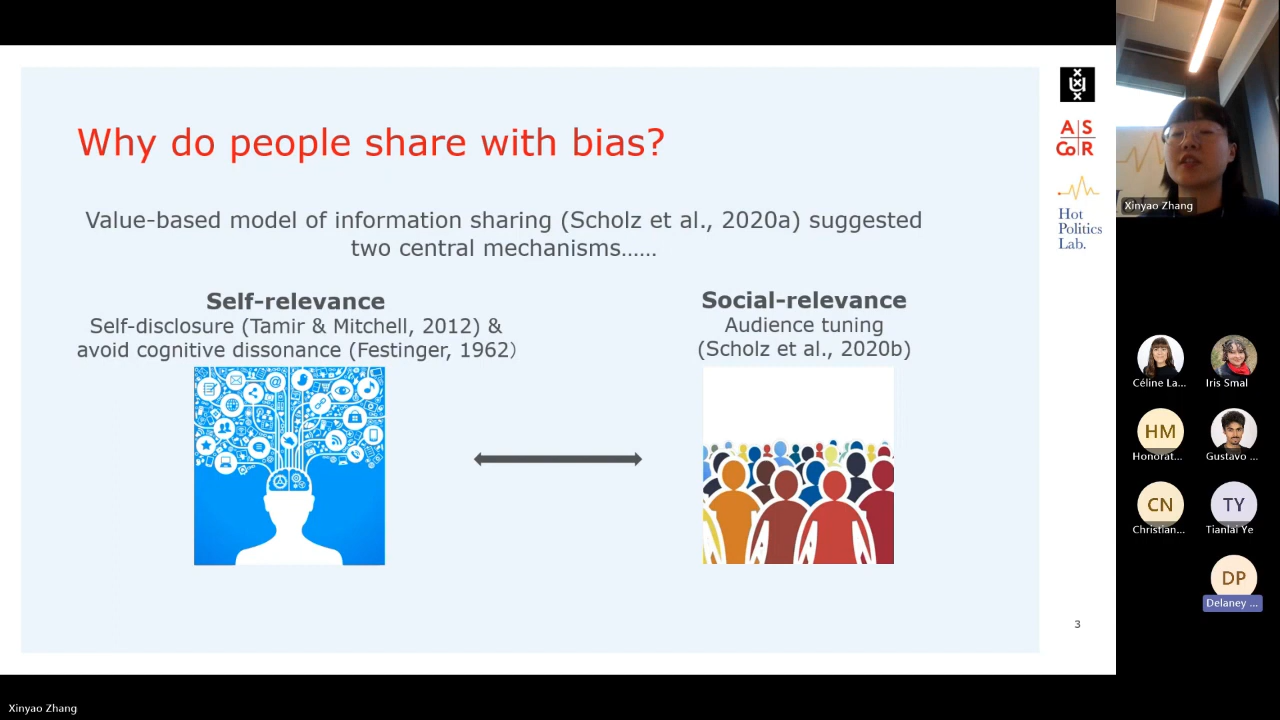 Why do people share with bias?
Value-based model of information sharing (Scholz et al., 2020a) suggested
two central mechanisms......
Self-relevance
Self-disclosure (Tamir & Mitchell, 2012) &
avoid cognitive dissonance (Festinger, 1962)
Social-relevance
Audience tuning
(Scholz et al., 2020b)
3
A|S
Co|R
Hot
Politics
Lab.
Xinyao Zhang
Céline La...
Iris Smal
HM
Honorat...
Gustavo ...
CN
Christian...
TY
Tianlai Ye
DP
Delaney ...
Xinyao Zhang